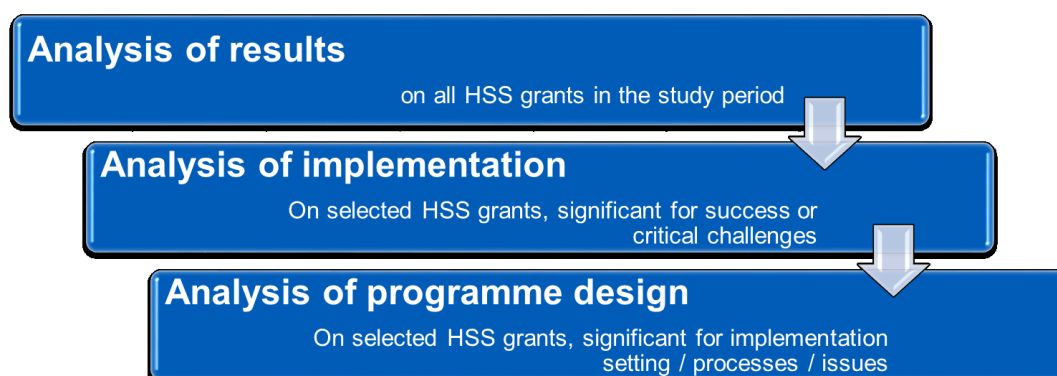 Analysis of results
on all HSS grants in the study period
Analysis of implementation
On selected HSS grants, significant for success or
critical challenges
Analysis of programme design
On selected HSS grants, significant for implementation
setting / processes / issues